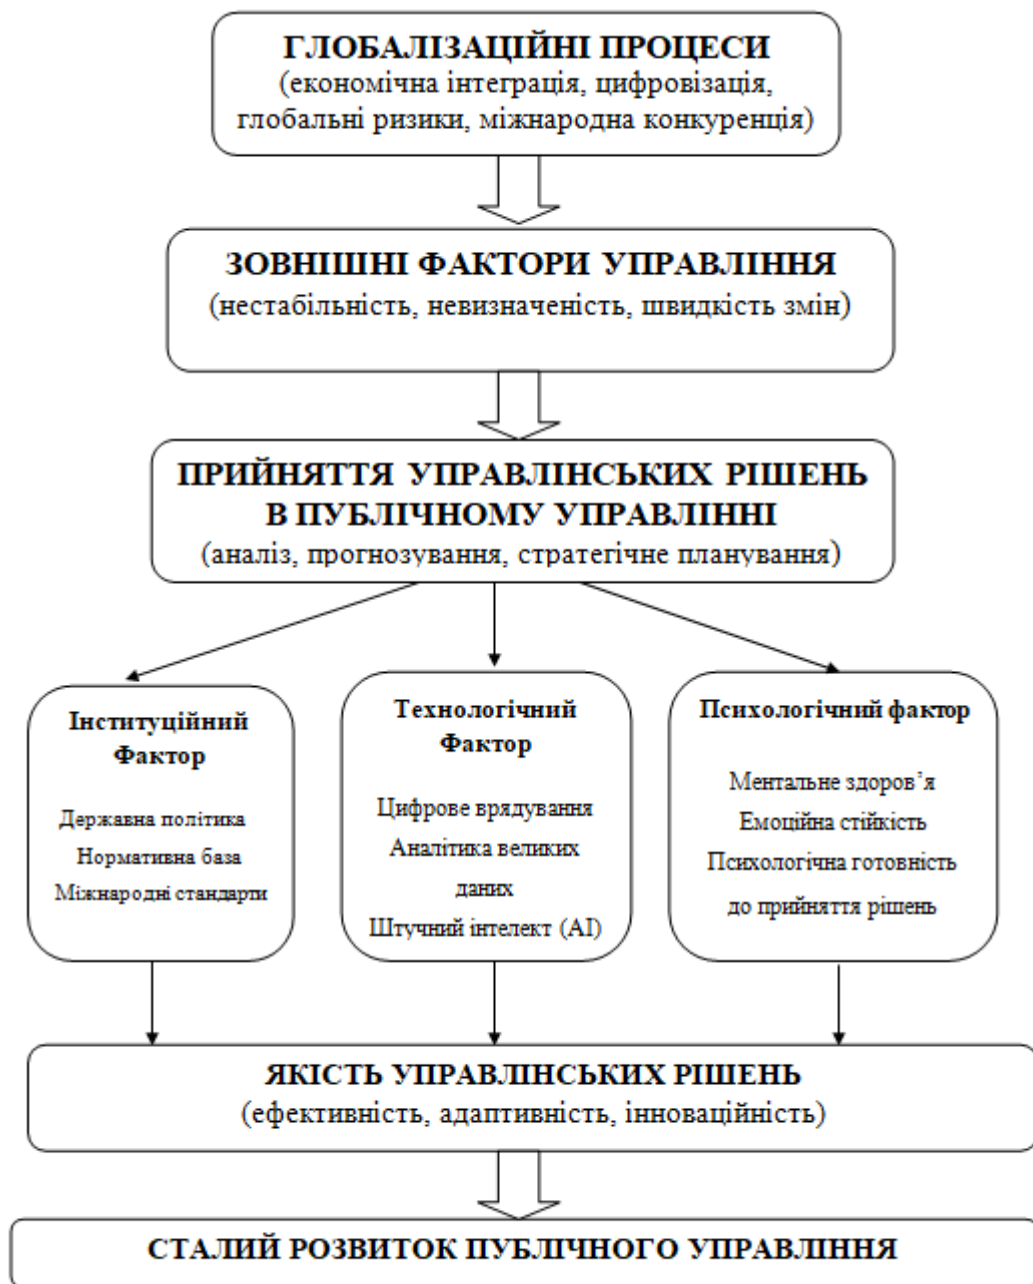 ГЛОБАЛІЗАЦІЙНІ ПРОЦЕСИ
(економічна інтеграція, цифровізація,
глобальні ризики, міжнародна конкуренція)
ЗОВНІШНІ ФАКТОРИ УПРАВЛІННЯ
(нестабільність, невизначеність, швидкість змін)
ПРИЙНЯТТЯ УПРАВЛІНСЬКИХ РІШЕНЬ
В ПУБЛІЧНОМУ УПРАВЛІННІ
(аналіз, прогнозування, стратегічне планування)
Інституційний
Фактор
Державна політика
Нормативна база
Міжнародні стандарти
Технологічний
Фактор
Цифрове врядування
Аналітика великих
даних
Штучний інтелект (AI)
Психологічний фактор
Ментальне здоров’я
Емоційна стійкість
Психологічна готовність
до прийняття рішень
ЯКІСТЬ УПРАВЛІНСЬКИХ РІШЕНЬ
(ефективність, адаптивність, інноваційність)
СТАЛИЙ РОЗВИТОК ПУБЛІЧНОГО УПРАВЛІННЯ